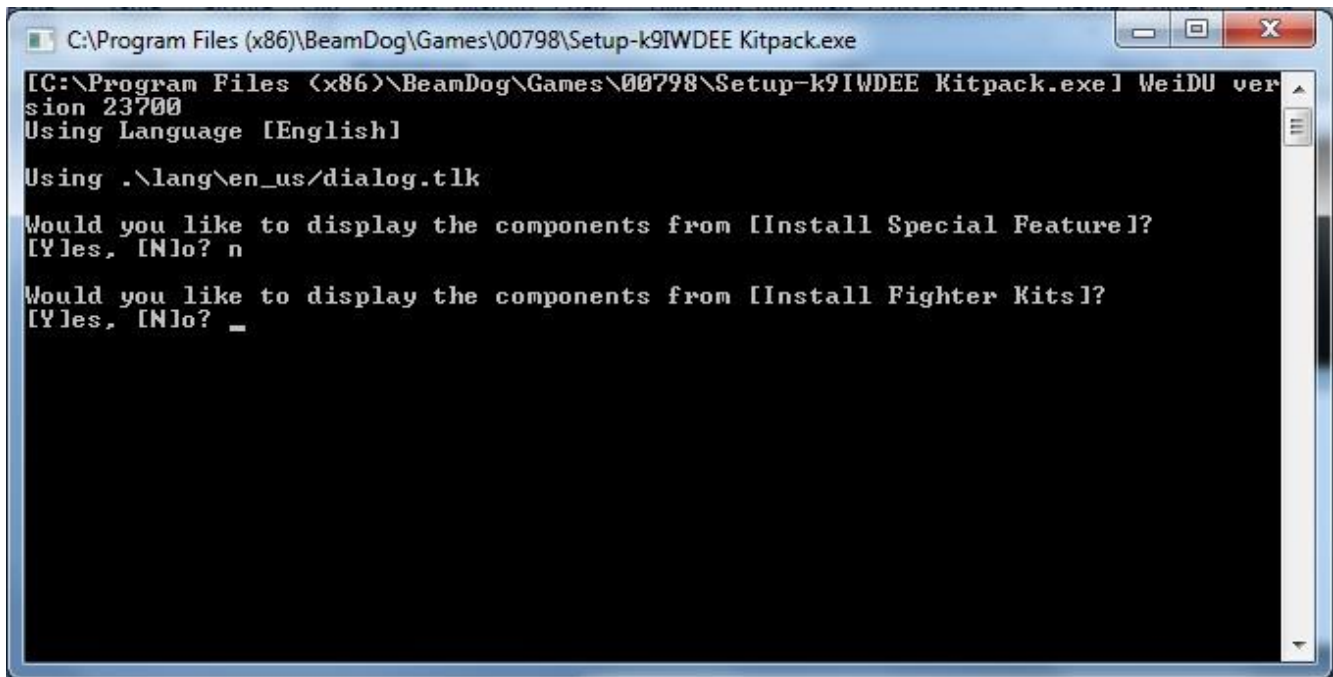 C:\Program Files (x86)\BeamDog\Games\00798\Setup-k9IWDEE Kitpack.exe
[C:\Program Files (x86)\BeamDog\Games\00798\Setup-k9IWDEE Kitpack.exe] WeiDU ver
sion 23700
Using Language [English]
Using .\lang\en_us/dialog.tlk
Would you like to display the components from [Install Special Feature]?
[Y]es, [N]o? n
Would you like to display the components from [Install Fighter Kits]?
[Y]es, [N]o? _